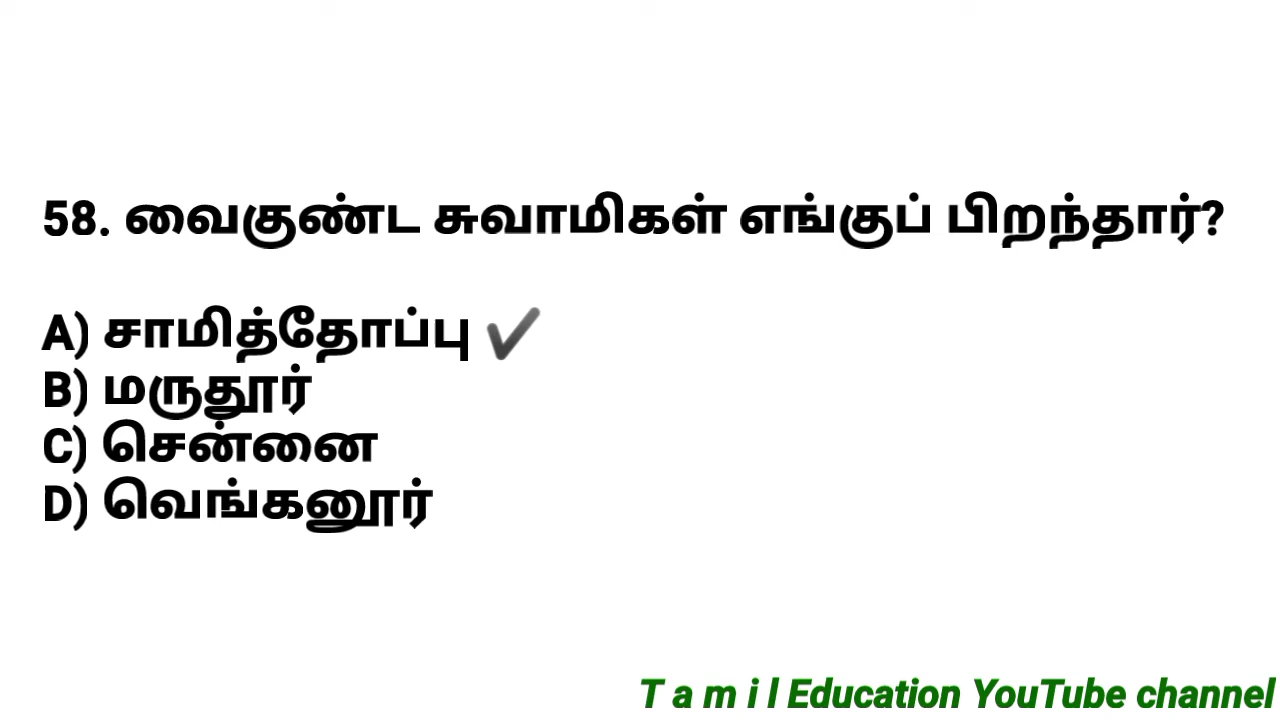 58. வைகுண்ட சுவாமிகள் எங்குப் பிறந்தார்?
A) சாமித்தோப்பு ✔
B) மருதூர்
C) சென்னை
D) வெங்கனூர்
T a m i l Education YouTube channel